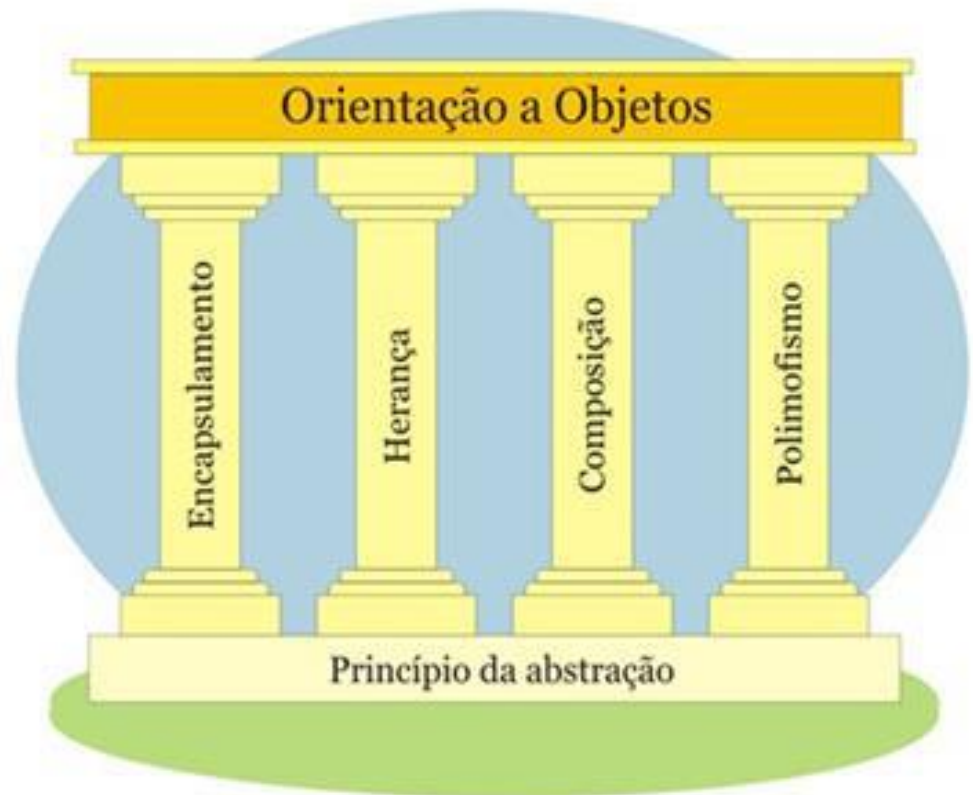 Orientação a Objetos
Encapsulamento
Herança
Composição
Polimofismo
Princípio da abstração